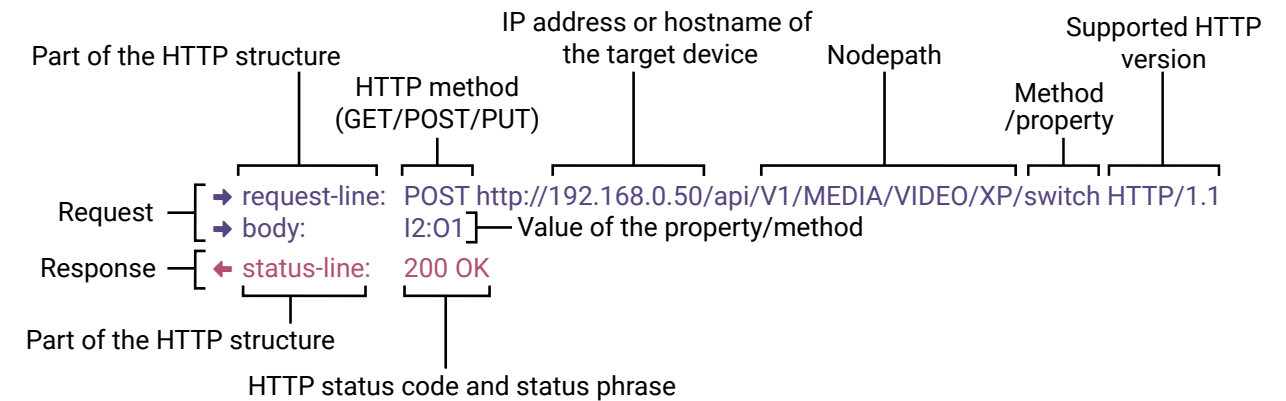 IP address or hostname of
the target device
Supported HTTP
version
Part of the HTTP structure
Nodepath
HTTP method
(GET/POST/PUT)
Method
/property
Request
➜ request-line: POST http://192.168.0.50/api/V1/MEDIA/VIDEO/XP/switch HTTP/1.1
➜ body: I2:O1 Value of the property/method
Response
🡸 status-line: 200 OK
Part of the HTTP structure
HTTP status code and status phrase